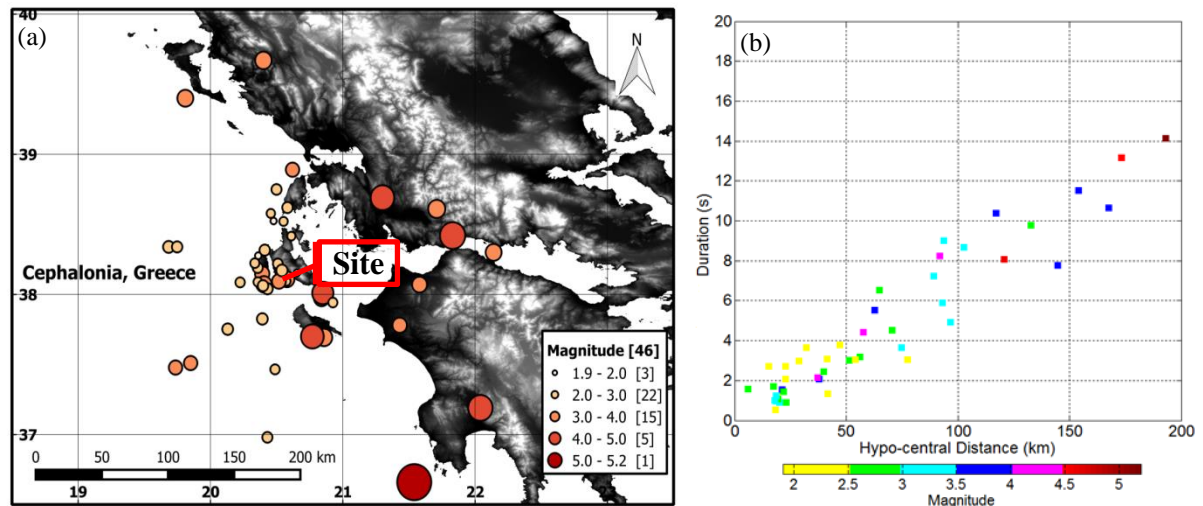 (a)
40
39
38
37
19
20
21
22
N
Cephalonia, Greece
Site
Magnitude [46]
1.9 - 2.0 [3]
2.0 - 3.0 [22]
3.0 - 4.0 [15]
4.0 - 5.0 [5]
5.0 - 5.2 [1]
0 50 100 150 200 km
(b)
20
18
16
14
12
10
8
6
4
2
0
Duration (s)
0 50 100 150 200
Hypo-central Distance (km)
2 2.5 3 3.5 4 4.5 5
Magnitude